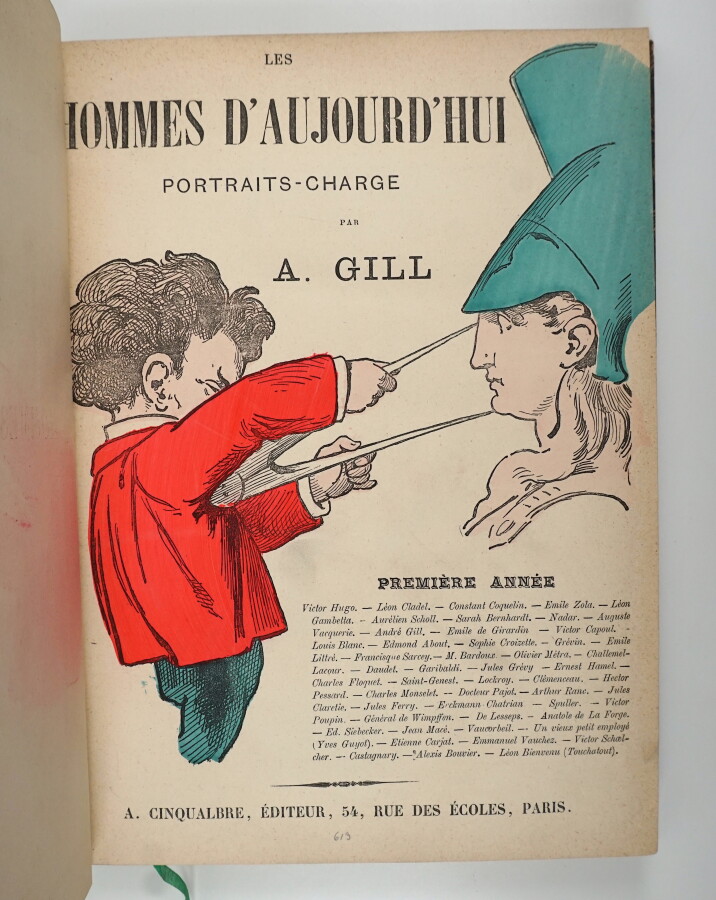 LES
HOMMES D'AUJOURD'HUI
PORTRAITS-CHARGE
PAR
A. GILL
PREMIÈRE ANNÉE
Victor Hugo. — Léon Cladel. — Constant Coquelin. — Emile Zola. — Léon
Gambetta. - Aurélien Scholl. — Sarah Bernhardt. — Nadar. — Auguste
Vacquerie. — André Gill. — Emile de Girardin — Victor Capoul. -
Louis Blanc. — Edmond About. — Sophie Croizette. — Grévin. — Emile
Littré. — Francisque Sarcey. — M. Bardoux. — Olivier Métra. — Challemel-
Lacour. — Daudet. — Garibaldi. — Jules Grévy — Ernest Hamel. —
Charles Floquet. — Saint-Genest. — Lockroy. — Clémenceau. — Hector
Pessard. — Charles Monselet. — Docteur Pajot. — Arthur Ranc. — Jules
Claretie. — Jules Ferry. — Erckmann Chatrian — Spuller. — Victor
Poupin. — Général de Wimpffen. — De Lesseps. — Anatole de La Forge.
— Ed. Siebecker. — Jean Macé. — Vaucorbeil. — Un vieux petit employé
(Yves Guyot). — Etienne Carjat. — Emmanuel Vauchez. — Victor Schœl-
cher. — Castagnary. — Alexis Bouvier. — Léon Bienvenu (Touchatout).
A. CINQUALBRE, ÉDITEUR, 54, RUE DES ÉCOLES, PARIS.
619